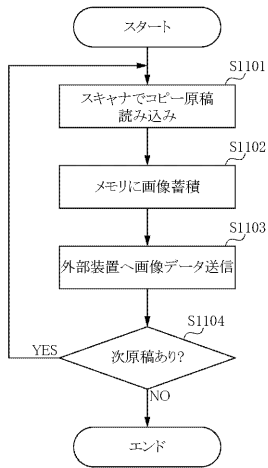 スタート
S1101
スキャナでコピー原稿
読み込み
S1102
メモリに画像蓄積
S1103
外部装置へ画像データ送信
S1104
次原稿あり?
YES
NO
エンド